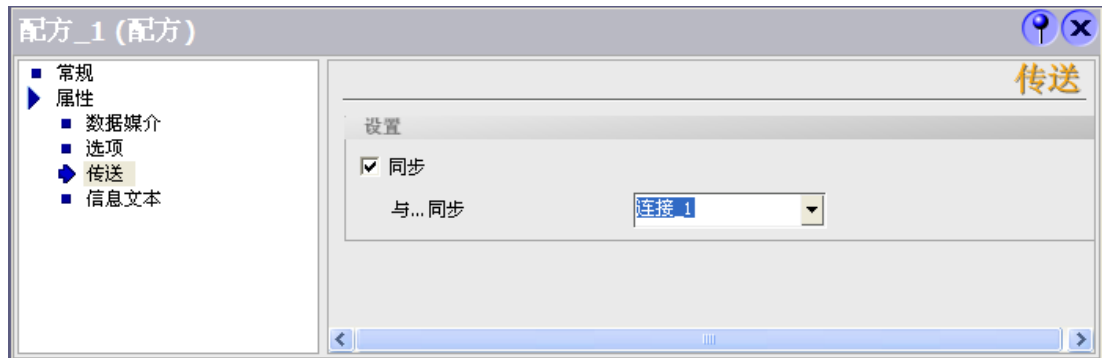 配方_1 (配方)
常规
属性
数据媒介
选项
传送
信息文本
传送
设置
同步
与...同步
连接_1